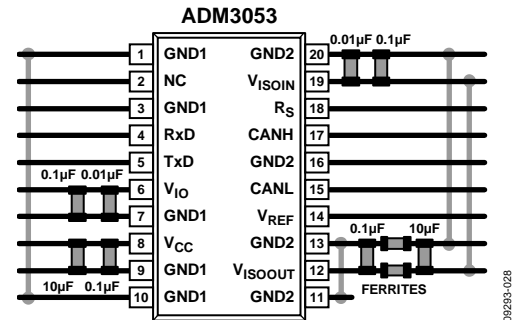 ADM3053
0.01µF 0.1µF
1 GND1 GND2 20
2 NC VISOIN 19
3 GND1 RS 18
4 RxD CANH 17
5 TxD GND2 16
0.1µF 0.01µF
6 VIO CANL 15
7 GND1 VREF 14
0.1µF 10µF
8 VCC GND2 13
9 GND1 VISOOUT 12
10µF 0.1µF
FERRITES
10 GND1 GND2 11
09293-028